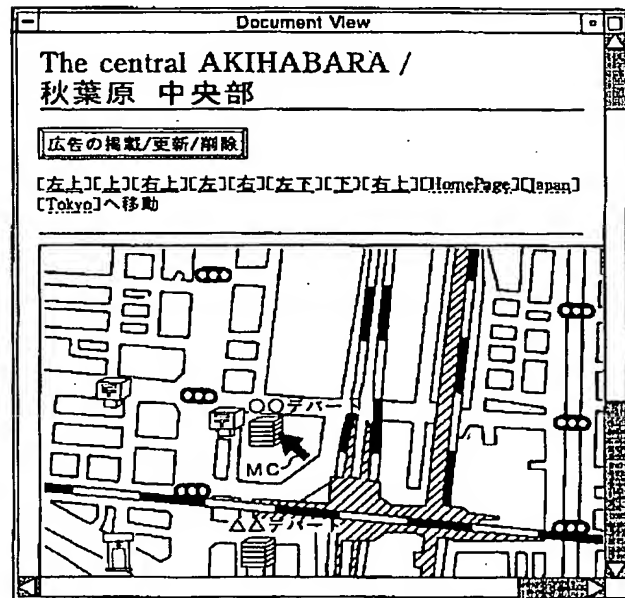 Document View
The central AKIHABARA /
秋葉原 中央部
広告の掲載/更新/削除
[左上][上][右上][左][右][左下][下][右上][HomePage][Japan]
[Tokyo]へ移動
〒
〒
○○デパート
MC
△△デパート